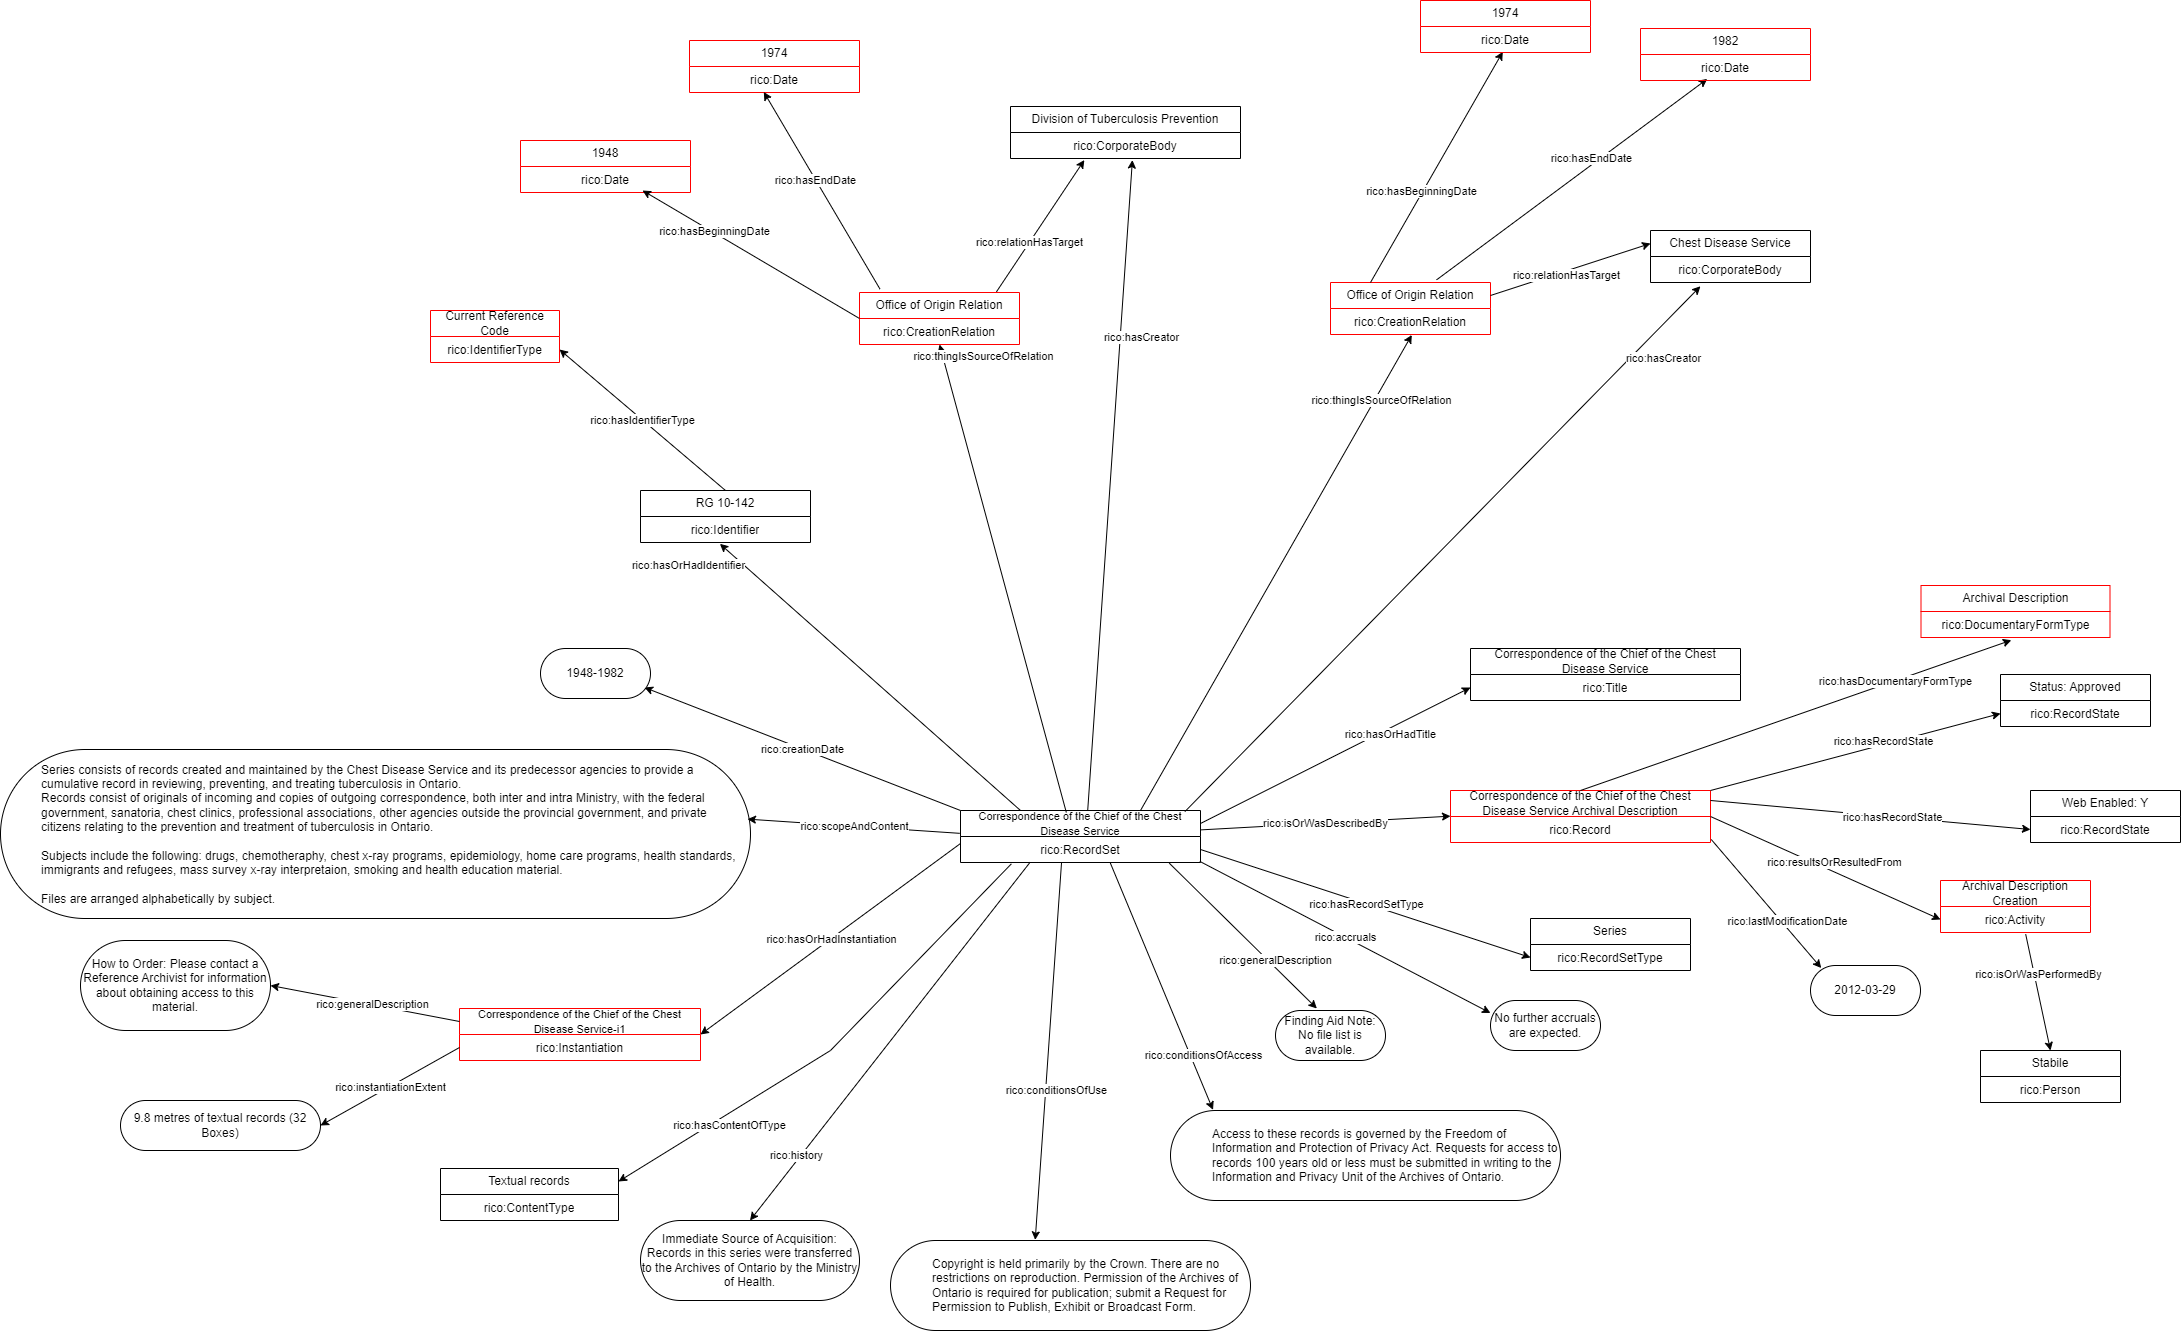 1974
rico:Date
1982
rico:Date
1974
rico:Date
Division of Tuberculosis Prevention
rico:CorporateBody
1948
rico:Date
rico:hasEndDate
rico:hasEndDate
rico:hasBeginningDate
rico:hasBeginningDate
rico:relationHasTarget
Chest Disease Service
rico:CorporateBody
rico:relationHasTarget
Office of Origin Relation
rico:CreationRelation
Office of Origin Relation
rico:CreationRelation
Current Reference
Code
rico:IdentifierType
rico:hasCreator
rico:thingIsSourceOfRelation
rico:hasCreator
rico:thingIsSourceOfRelation
rico:hasIdentifierType
RG 10-142
rico:Identifier
rico:hasOrHadIdentifier
Archival Description
rico:DocumentaryFormType
1948-1982
Correspondence of the Chief of the Chest
Disease Service
rico:Title
rico:hasDocumentaryFormType
Status: Approved
rico:RecordState
rico:hasOrHadTitle
rico:hasRecordState
rico:creationDate
Series consists of records created and maintained by the Chest Disease Service and its predecessor agencies to provide a
cumulative record in reviewing, preventing, and treating tuberculosis in Ontario.
Records consist of originals of incoming and copies of outgoing correspondence, both inter and intra Ministry, with the federal
government, sanatoria, chest clinics, professional associations, other agencies outside the provincial government, and private
citizens relating to the prevention and treatment of tuberculosis in Ontario.
Subjects include the following: drugs, chemotheraphy, chest x-ray programs, epidemiology, home care programs, health standards,
immigrants and refugees, mass survey x-ray interpretaion, smoking and health education material.
Files are arranged alphabetically by subject.
rico:scopeAndContent
Correspondence of the Chief of the Chest
Disease Service
rico:RecordSet
rico:isOrWasDescribedBy
Correspondence of the Chief of the Chest
Disease Service Archival Description
rico:Record
Web Enabled: Y
rico:RecordState
rico:hasRecordState
rico:resultsOrResultedFrom
Archival Description
Creation
rico:Activity
rico:lastModificationDate
rico:hasRecordSetType
Series
rico:RecordSetType
rico:accruals
rico:hasOrHadInstantiation
rico:generalDescription
rico:isOrWasPerformedBy
2012-03-29
How to Order: Please contact a
Reference Archivist for information
about obtaining access to this
material.
rico:generalDescription
Correspondence of the Chief of the Chest
Disease Service-i1
rico:Instantiation
Finding Aid Note:
No file list is
available.
No further accruals
are expected.
Stabile
rico:Person
rico:conditionsOfAccess
rico:instantiationExtent
rico:conditionsOfUse
9.8 metres of textual records (32
Boxes)
rico:hasContentOfType
rico:history
Access to these records is governed by the Freedom of
Information and Protection of Privacy Act. Requests for access to
records 100 years old or less must be submitted in writing to the
Information and Privacy Unit of the Archives of Ontario.
Textual records
rico:ContentType
Immediate Source of Acquisition:
Records in this series were transferred
to the Archives of Ontario by the Ministry
of Health.
Copyright is held primarily by the Crown. There are no
restrictions on reproduction. Permission of the Archives of
Ontario is required for publication; submit a Request for
Permission to Publish, Exhibit or Broadcast Form.